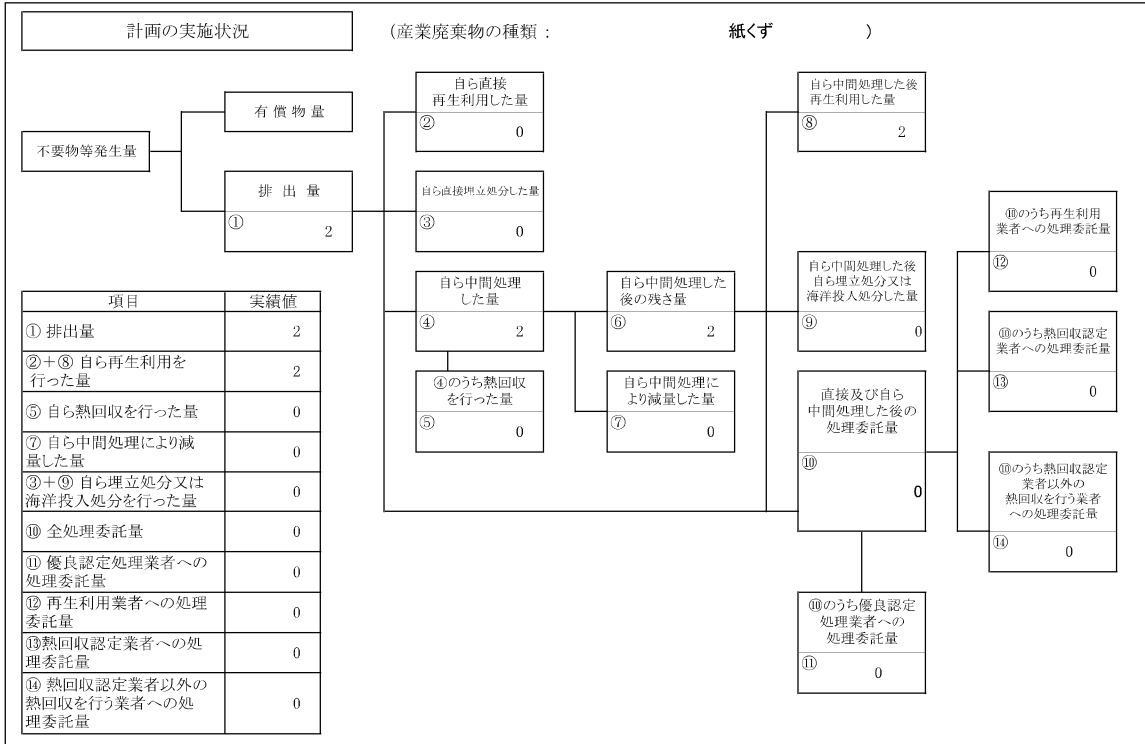 計画の実施状況
（産業廃棄物の種類：　紙くず　）
不要物等発生量
有償物量
排出量
①
2
自ら直接
再生利用した量
②
0
自ら直接埋立処分した量
③
0
自ら中間処理
した量
④
2
④のうち熱回収
を行った量
⑤
0
自ら中間処理した
後の残さ量
⑥
2
自ら中間処理に
より減量した量
⑦
0
自ら中間処理した後
再生利用した量
⑧
2
自ら中間処理した後
自ら埋立処分又は
海洋投入処分した量
⑨
0
直接及び自ら
中間処理した後の
処理委託量
⑩
0
⑩のうち優良認定
処理業者への
処理委託量
⑪
0
⑩のうち再生利用
業者への処理委託量
⑫
0
⑩のうち熱回収認定
業者への処理委託量
⑬
0
⑩のうち熱回収認定
業者以外の
熱回収を行う業者
への処理委託量
⑭
0
項目 実績値
① 排出量 2
②＋⑧ 自ら再生利用を
行った量 2
⑤ 自ら熱回収を行った量 0
⑦ 自ら中間処理により減
量した量 0
③＋⑨ 自ら埋立処分又は
海洋投入処分を行った量 0
⑩ 全処理委託量 0
⑪ 優良認定処理業者への
処理委託量 0
⑫ 再生利用業者への処理
委託量 0
⑬熱回収認定業者への処
理委託量 0
⑭ 熱回収認定業者以外の
熱回収を行う業者への処
理委託量 0